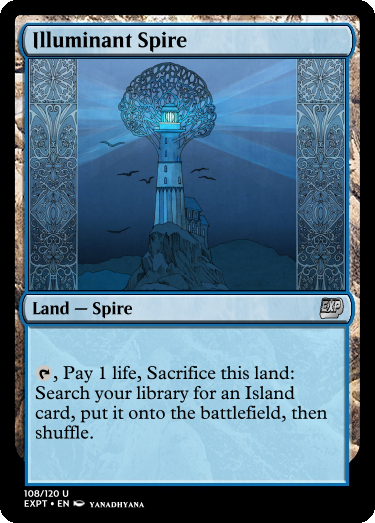 Illuminant Spire
Land — Spire
EXP
, Pay 1 life, Sacrifice this land:
Search your library for an Island
card, put it onto the battlefield, then
shuffle.
108/120 U
EXPT • EN YANADHYANA